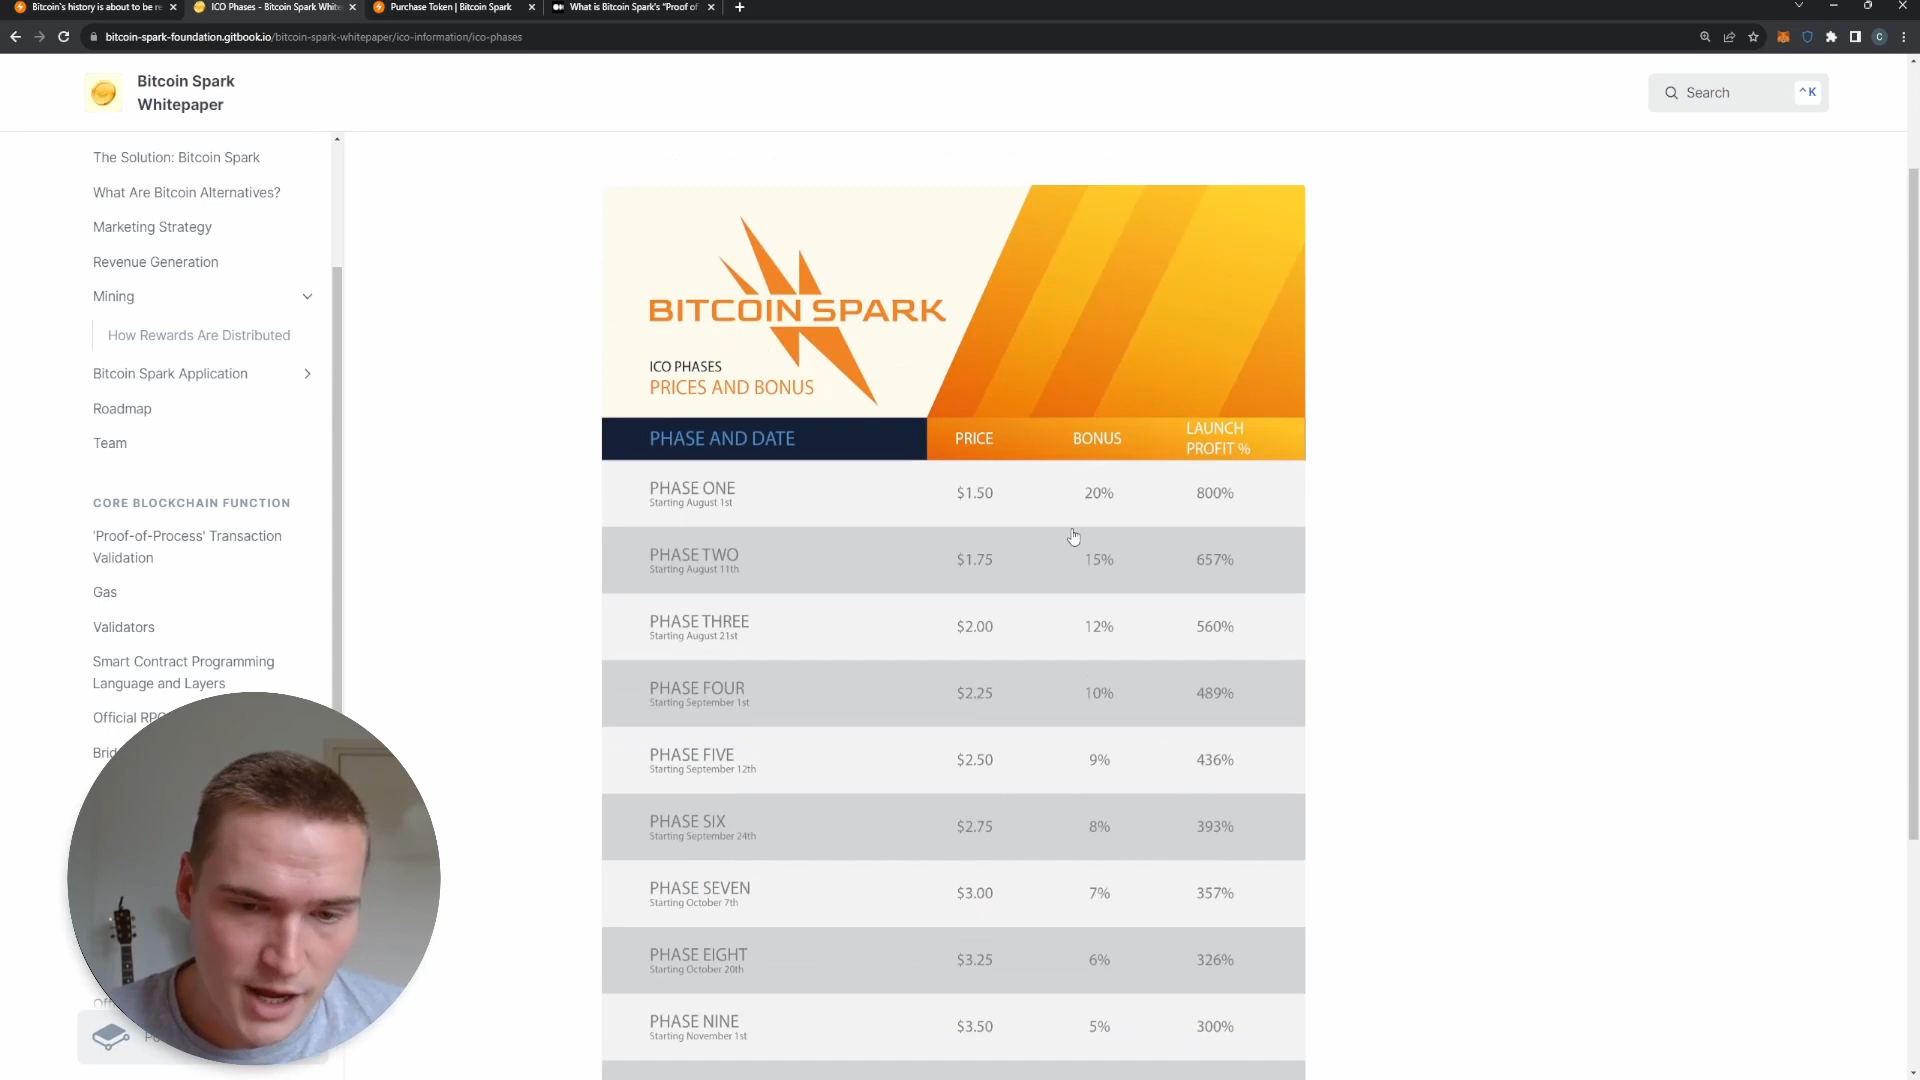 Bitcoin's history is about to be re
ICO Phases - Bitcoin Spark White
Purchase Token | Bitcoin Spark
What is Bitcoin Spark's "Proof of
bitcoin-spark-foundation.gitbook.io/bitcoin-spark-whitepaper/ico-information/ico-phases
C
Bitcoin Spark
Whitepaper
Search
^K
The Solution: Bitcoin Spark
What Are Bitcoin Alternatives?
Marketing Strategy
Revenue Generation
Mining
How Rewards Are Distributed
Bitcoin Spark Application
Roadmap
Team
CORE BLOCKCHAIN FUNCTION
'Proof-of-Process' Transaction
Validation
Gas
Validators
Smart Contract Programming
Language and Layers
Official RPC
BITCOIN SPARK
ICO PHASES
PRICES AND BONUS
PHASE AND DATE PRICE BONUS LAUNCH
PROFIT %
PHASE ONE $1.50 20% 800%
Starting August 1st
PHASE TWO $1.75 15% 657%
Starting August 11th
PHASE THREE $2.00 12% 560%
Starting August 21st
PHASE FOUR $2.25 10% 489%
Starting September 1st
PHASE FIVE $2.50 9% 436%
Starting September 12th
PHASE SIX $2.75 8% 393%
Starting September 24th
PHASE SEVEN $3.00 7% 357%
Starting October 7th
PHASE EIGHT $3.25 6% 326%
Starting October 20th
PHASE NINE $3.50 5% 300%
Starting November 1st